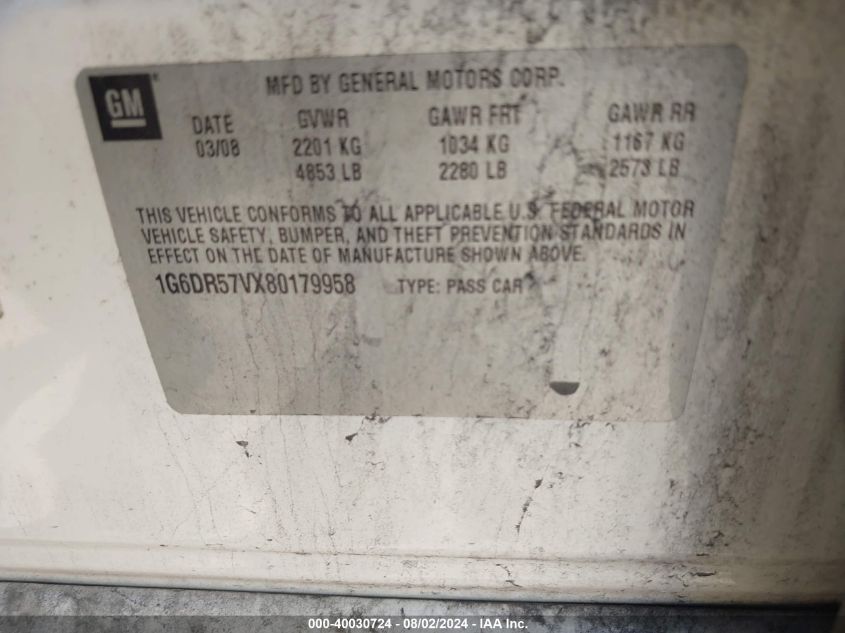 GM
MFD BY GENERAL MOTORS CORP.
DATE GVWR GAWR FRT GAWR RR
03/08 2201 KG 1034 KG 1167 KG
4853 LB 2280 LB 2573 LB
THIS VEHICLE CONFORMS TO ALL APPLICABLE U.S. FEDERAL MOTOR
VEHICLE SAFETY, BUMPER, AND THEFT PREVENTION STANDARDS IN
EFFECT ON THE DATE OF MANUFACTURE SHOWN ABOVE.
1G6DR57VX80179958 TYPE: PASS CAR
000-40030724 - 08/02/2024 - IAA Inc.